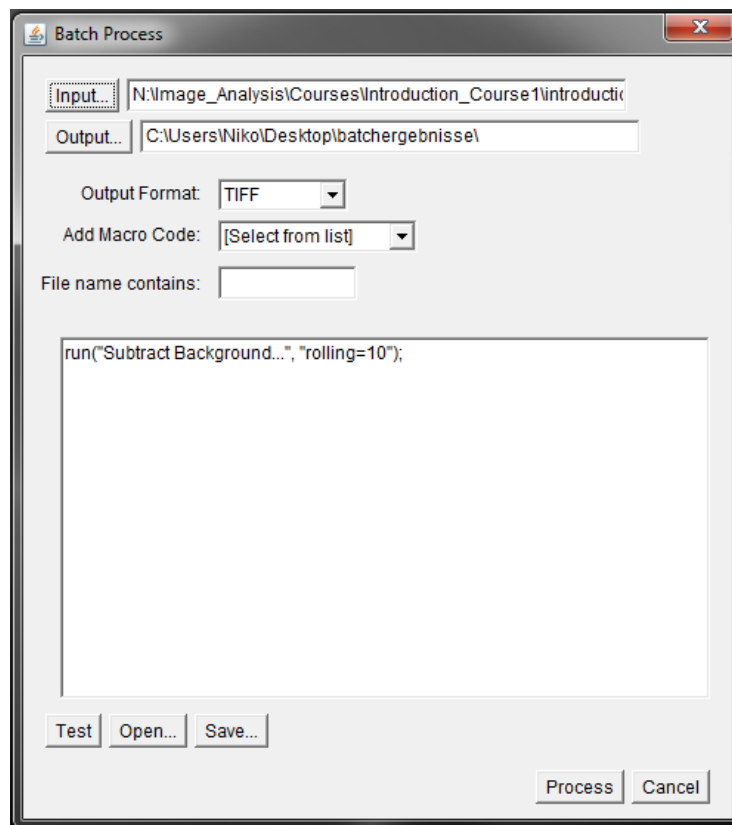 Batch Process
Input... N:\Image_Analysis\Courses\Introduction_Course1\introductic
Output... C:\Users\Niko\Desktop\batchergebnisse\
Output Format: TIFF
Add Macro Code: [Select from list]
File name contains:
run("Subtract Background...", "rolling=10");
Test Open... Save...
Process Cancel